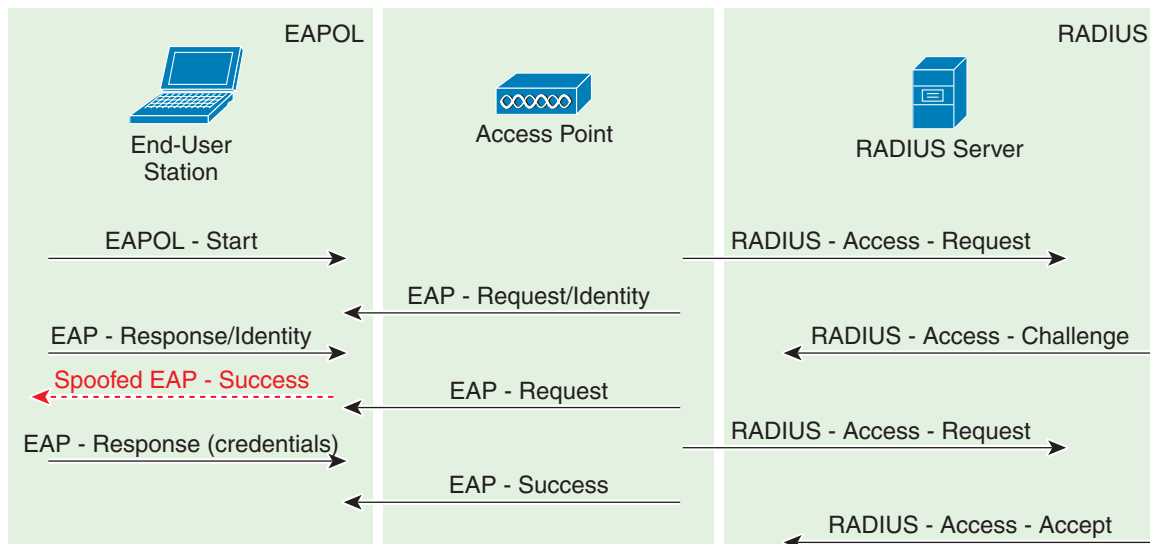 EAPOL
RADIUS
End-User
Station
Access Point
RADIUS Server
EAPOL - Start
RADIUS - Access - Request
EAP - Request/Identity
EAP - Response/Identity
RADIUS - Access - Challenge
Spoofed EAP - Success
EAP - Request
EAP - Response (credentials)
RADIUS - Access - Request
EAP - Success
RADIUS - Access - Accept